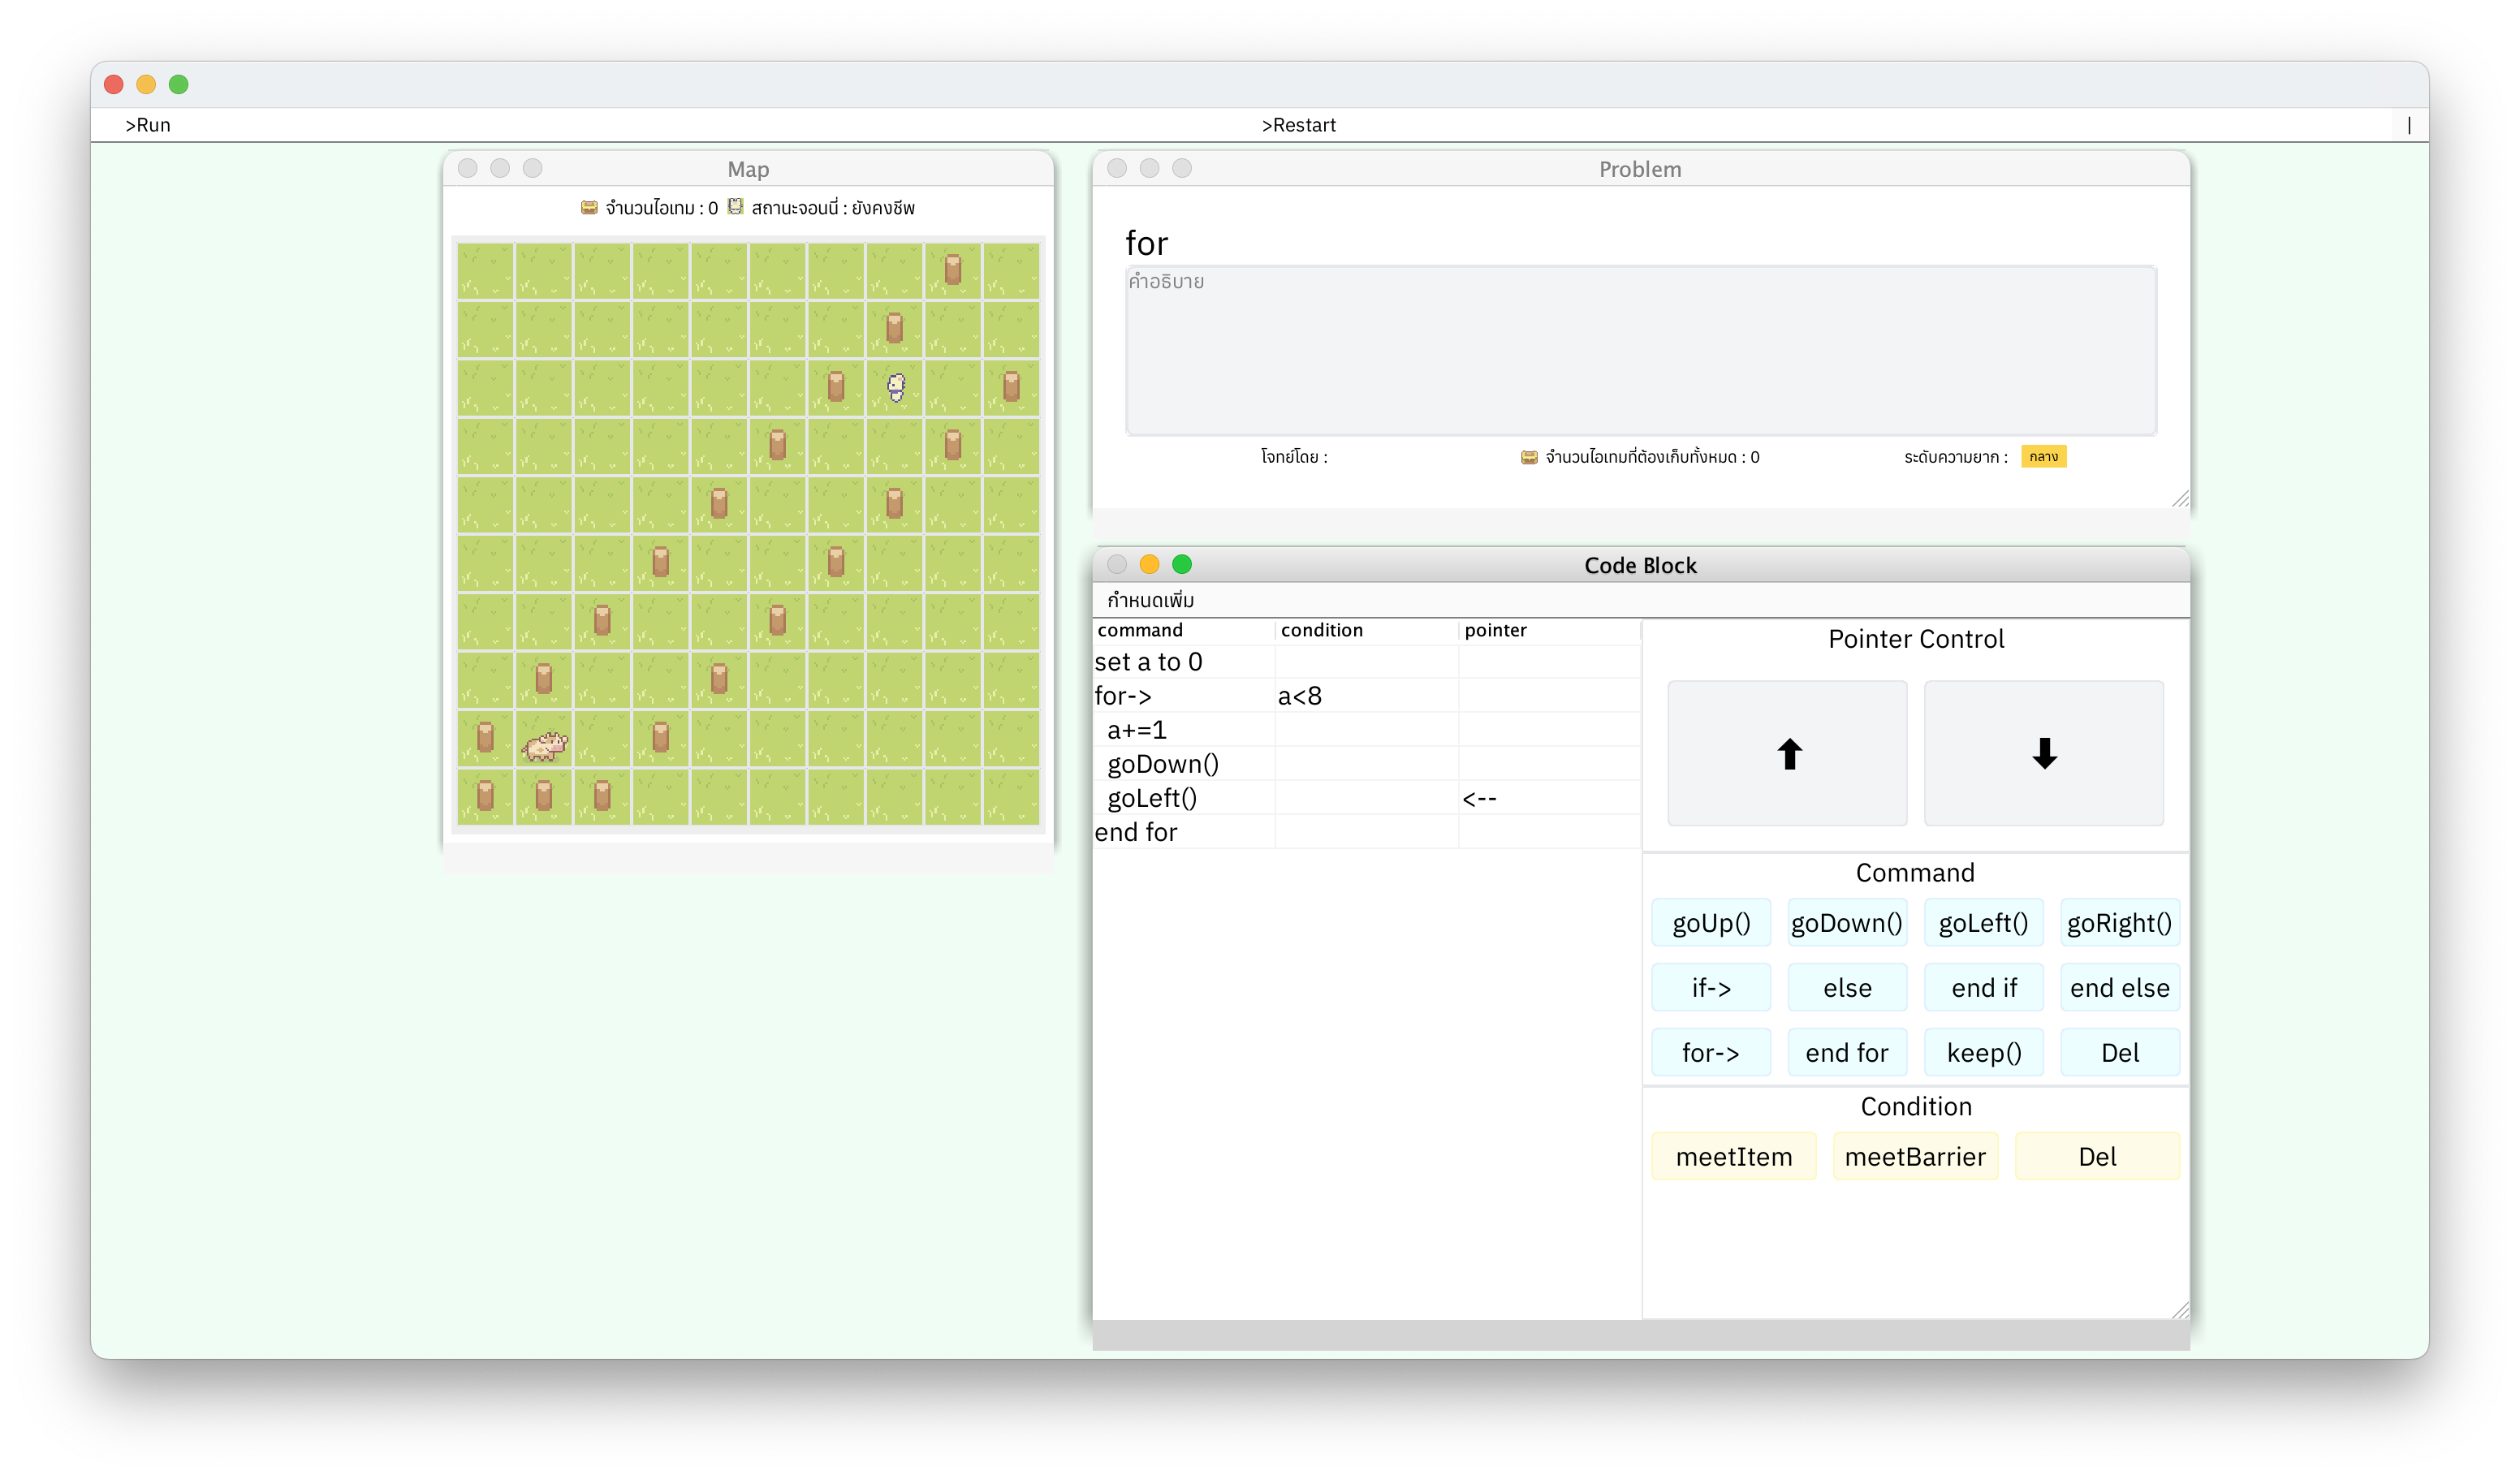 >Run
>Restart
|
Map
จำนวนไอเทม : 0 สถานะจอนนี่ : ยังคงชีพ
Problem
for
คำอธิบาย
โจทย์โดย :
จำนวนไอเทมที่ต้องเก็บทั้งหมด : 0
ระดับความยาก : กลาง
Code Block
กำหนดเพิ่ม
command condition pointer
set a to 0
for-> a<8
a+=1
goDown()
goLeft() <--
end for
Pointer Control
Command
goUp() goDown() goLeft() goRight()
if-> else end if end else
for-> end for keep() Del
Condition
meetItem meetBarrier Del